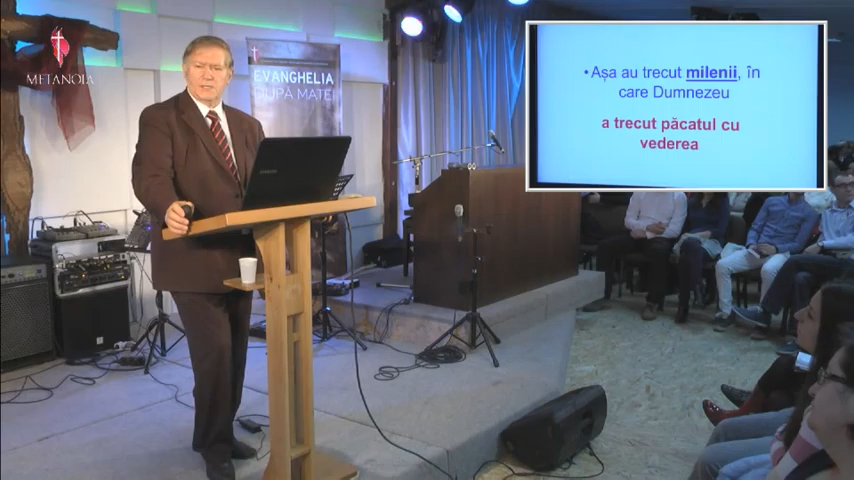 METANOIA
EVANGHELIA
DUPĂ MATEI
•Așa au trecut milenii, în
care Dumnezeu
a trecut păcatul cu
vederea